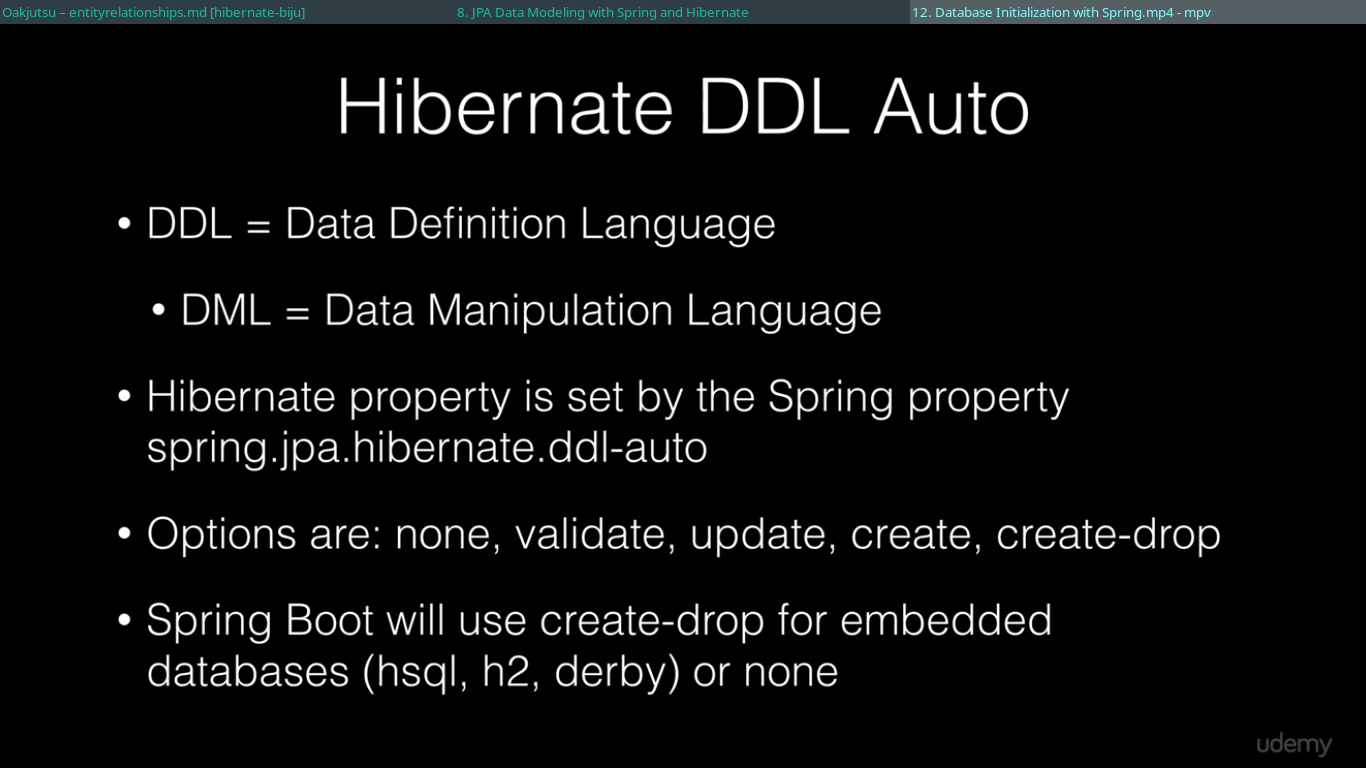 Oakjutsu – entityrelationships.md [hibernate-biju]
8. JPA Data Modeling with Spring and Hibernate
12. Database Initialization with Spring.mp4 - mpv
Hibernate DDL Auto
• DDL = Data Definition Language
• DML = Data Manipulation Language
• Hibernate property is set by the Spring property
spring.jpa.hibernate.ddl-auto
• Options are: none, validate, update, create, create-drop
• Spring Boot will use create-drop for embedded
databases (hsql, h2, derby) or none
udemy